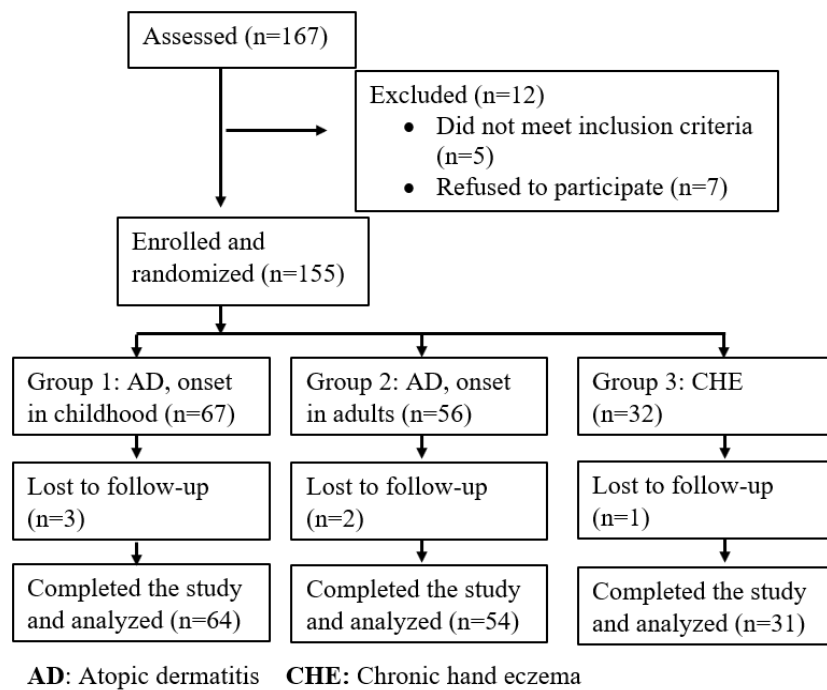 Assessed (n=167)
Excluded (n=12)
• Did not meet inclusion criteria
(n=5)
• Refused to participate (n=7)
Enrolled and
randomized (n=155)
Group 1: AD, onset
in childhood (n=67)
Group 2: AD, onset
in adults (n=56)
Group 3: CHE
(n=32)
Lost to follow-up
(n=3)
Lost to follow-up
(n=2)
Lost to follow-up
(n=1)
Completed the study
and analyzed (n=64)
Completed the study
and analyzed (n=54)
Completed the study
and analyzed (n=31)
AD: Atopic dermatitis CHE: Chronic hand eczema